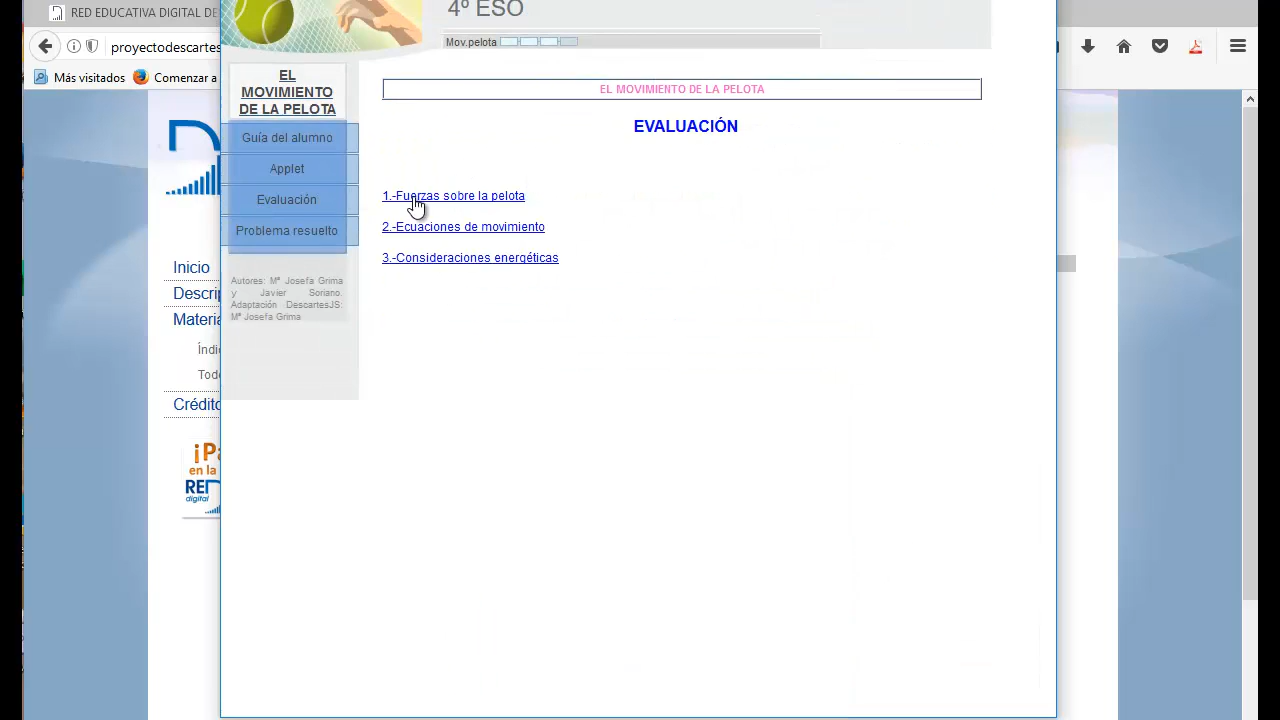 RED EDUCATIVA DIGITAL DE
proyectodescartes
Más visitados
Comenzar a
4º ESO
Mov.pelota
EL
MOVIMIENTO
DE LA PELOTA
Guía del alumno
Applet
Evaluación
Problema resuelto
Autores: Mª Josefa Grima
y Javier Soriano.
Adaptación DescartesJS:
Mª Josefa Grima
EL MOVIMIENTO DE LA PELOTA
EVALUACIÓN
1.-Fuerzas sobre la pelota
2.-Ecuaciones de movimiento
3.-Consideraciones energéticas
Inicio
Descrip
Materia
Índi
Todo
Crédito
¡Pa
en la
RED
digital